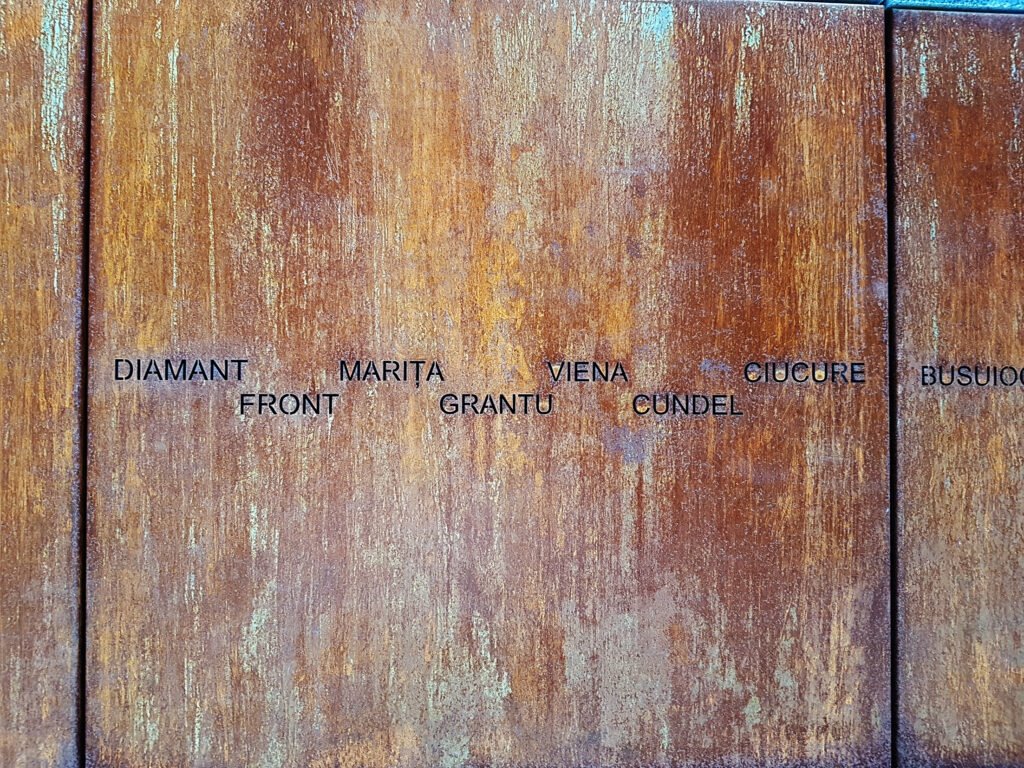 DIAMANT MARIȚA VIENA CIUCURE
FRONT GRANTU CUNDEL